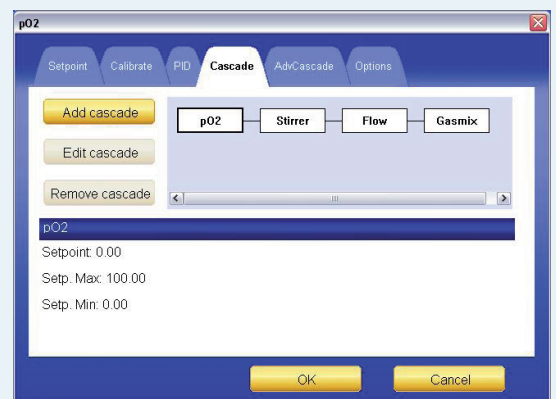 pO2
Setpoint Calibrate PID Cascade AdvCascade Options
Add cascade
pO2 Stirrer Flow Gasmix
Edit cascade
Remove cascade
pO2
Setpoint: 0.00
Setp. Max: 100.00
Setp. Min: 0.00
OK Cancel